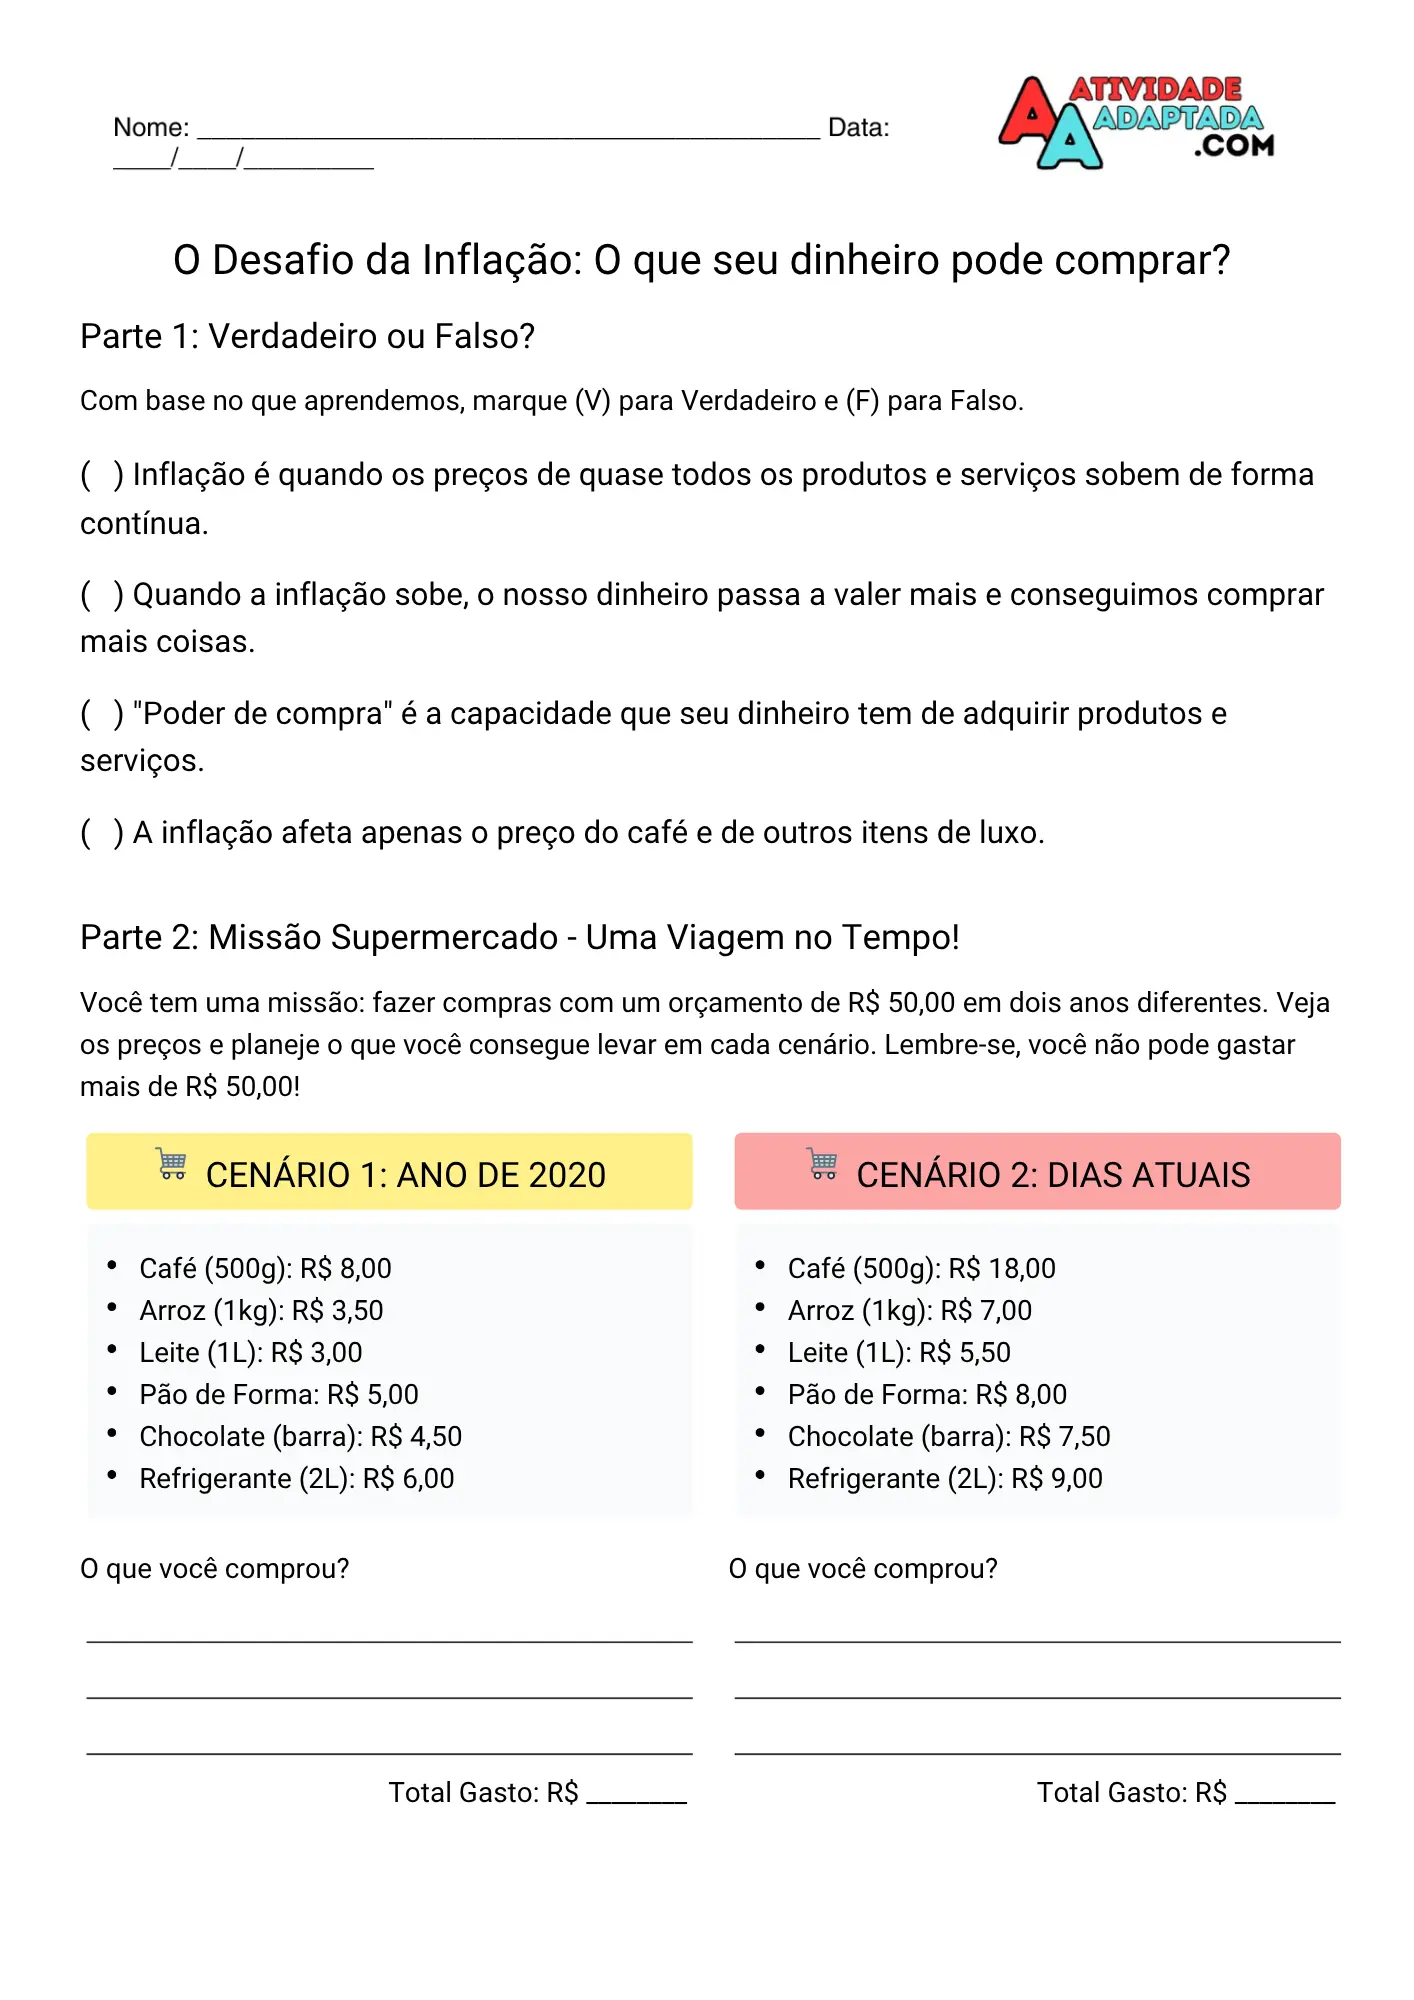 Nome: ___________________________________________ Data:
____/____/_________
ATIVIDADE
ADAPTADA
.COM
O Desafio da Inflação: O que seu dinheiro pode comprar?
Parte 1: Verdadeiro ou Falso?
Com base no que aprendemos, marque (V) para Verdadeiro e (F) para Falso.
(   ) Inflação é quando os preços de quase todos os produtos e serviços sobem de forma
contínua.
(   ) Quando a inflação sobe, o nosso dinheiro passa a valer mais e conseguimos comprar
mais coisas.
(   ) "Poder de compra" é a capacidade que seu dinheiro tem de adquirir produtos e
serviços.
(   ) A inflação afeta apenas o preço do café e de outros itens de luxo.
Parte 2: Missão Supermercado - Uma Viagem no Tempo!
Você tem uma missão: fazer compras com um orçamento de R$ 50,00 em dois anos diferentes. Veja
os preços e planeje o que você consegue levar em cada cenário. Lembre-se, você não pode gastar
mais de R$ 50,00!
CENÁRIO 1: ANO DE 2020
• Café (500g): R$ 8,00
• Arroz (1kg): R$ 3,50
• Leite (1L): R$ 3,00
• Pão de Forma: R$ 5,00
• Chocolate (barra): R$ 4,50
• Refrigerante (2L): R$ 6,00
O que você comprou?
Total Gasto: R$ ________
CENÁRIO 2: DIAS ATUAIS
• Café (500g): R$ 18,00
• Arroz (1kg): R$ 7,00
• Leite (1L): R$ 5,50
• Pão de Forma: R$ 8,00
• Chocolate (barra): R$ 7,50
• Refrigerante (2L): R$ 9,00
O que você comprou?
Total Gasto: R$ ________